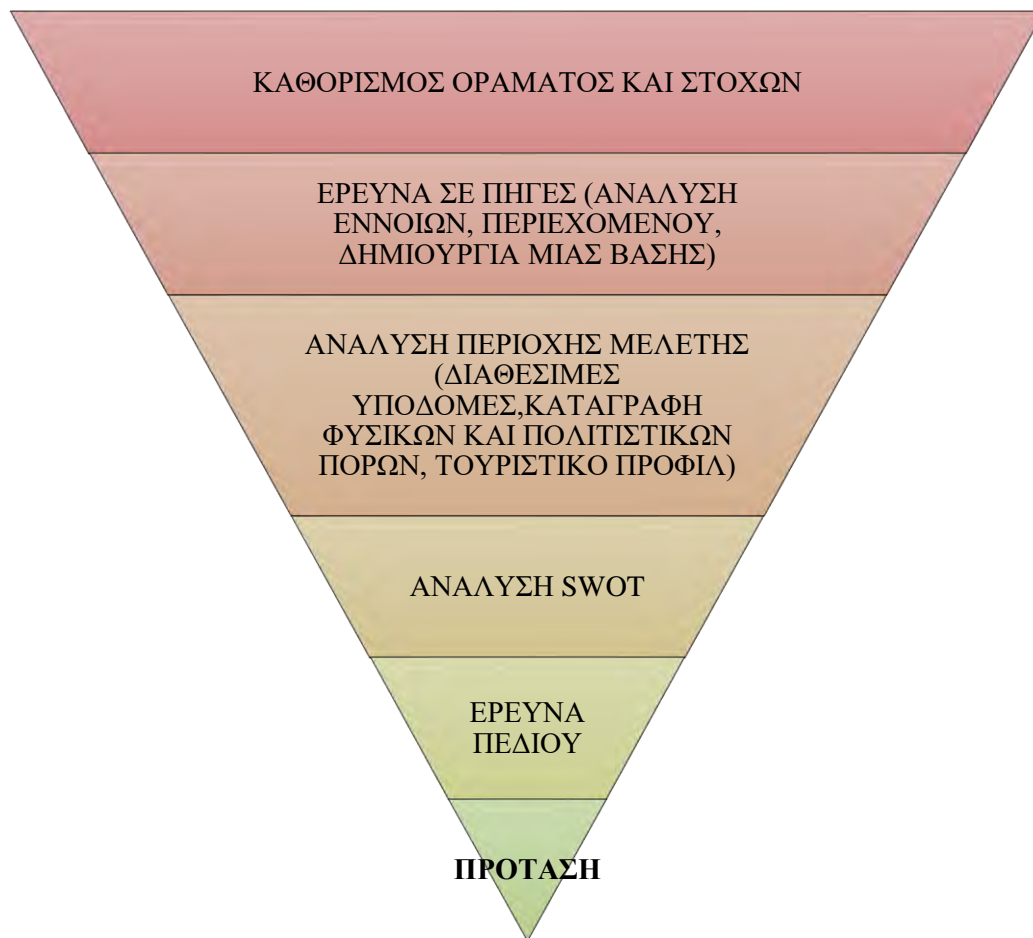 ΚΑΘΟΡΙΣΜΟΣ ΟΡΑΜΑΤΟΣ ΚΑΙ ΣΤΟΧΩΝ
ΕΡΕΥΝΑ ΣΕ ΠΗΓΕΣ (ΑΝΑΛΥΣΗ
ΕΝΝΟΙΩΝ, ΠΕΡΙΕΧΟΜΕΝΟΥ,
ΔΗΜΙΟΥΡΓΙΑ ΜΙΑΣ ΒΑΣΗΣ)
ΑΝΑΛΥΣΗ ΠΕΡΙΟΧΗΣ ΜΕΛΕΤΗΣ
(ΔΙΑΘΕΣΙΜΕΣ
ΥΠΟΔΟΜΕΣ,ΚΑΤΑΓΡΑΦΗ
ΦΥΣΙΚΩΝ ΚΑΙ ΠΟΛΙΤΙΣΤΙΚΩΝ
ΠΟΡΩΝ, ΤΟΥΡΙΣΤΙΚΟ ΠΡΟΦΙΛ)
ΑΝΑΛΥΣΗ SWOT
ΕΡΕΥΝΑ
ΠΕΔΙΟΥ
ΠΡΟΤΑΣΗ